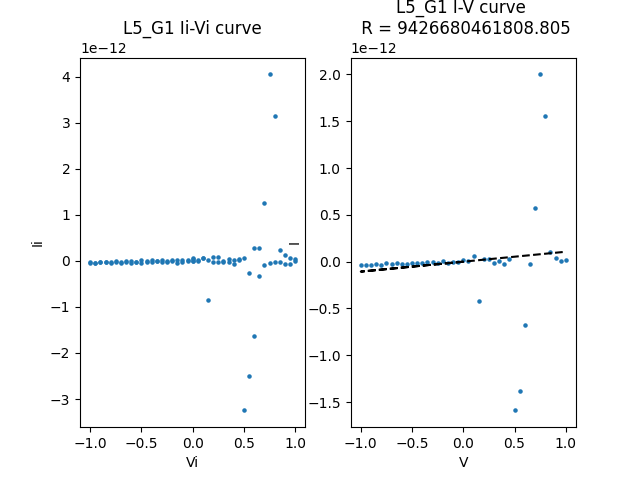 L5_G1 Ii-Vi curve
1e−12
4
3
2
1
0
−1
−2
−3
Ii
−1.0 −0.5 0.0 0.5 1.0
Vi
L5_G1 I-V curve
R = 9426680461808.805
1e−12
2.0
1.5
1.0
0.5
0.0
−0.5
−1.0
−1.5
I
−1.0 −0.5 0.0 0.5 1.0
V